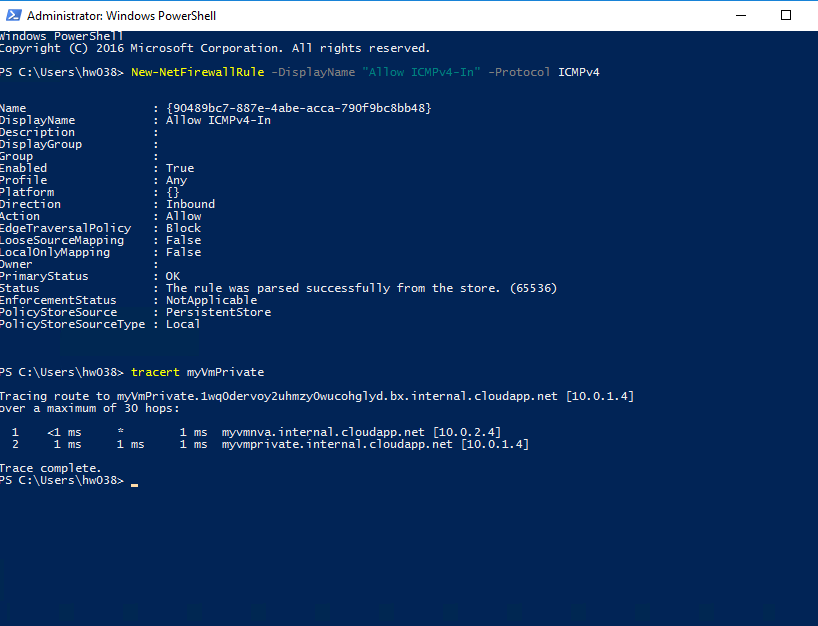 Administrator: Windows PowerShell
Windows PowerShell
Copyright (C) 2016 Microsoft Corporation. All rights reserved.
PS C:\Users\hw038> New-NetFirewallRule -DisplayName "Allow ICMPv4-In" -Protocol ICMPv4
Name : {90489bc7-887e-4abe-acca-790f9bc8bb48}
DisplayName : Allow ICMPv4-In
Description :
DisplayGroup :
Group :
Enabled : True
Profile : Any
Platform : {}
Direction : Inbound
Action : Allow
EdgeTraversalPolicy : Block
LooseSourceMapping : False
LocalOnlyMapping : False
Owner :
PrimaryStatus : OK
Status : The rule was parsed successfully from the store. (65536)
EnforcementStatus : NotApplicable
PolicyStoreSource : PersistentStore
PolicyStoreSourceType : Local
PS C:\Users\hw038> tracert myVmPrivate
Tracing route to myVmPrivate.1wq0dervoy2uhmzy0wucohglyd.bx.internal.cloudapp.net [10.0.1.4]
over a maximum of 30 hops:
1 <1 ms * 1 ms myvmnva.internal.cloudapp.net [10.0.2.4]
2 1 ms 1 ms 1 ms myvmprivate.internal.cloudapp.net [10.0.1.4]
Trace complete.
PS C:\Users\hw038> _